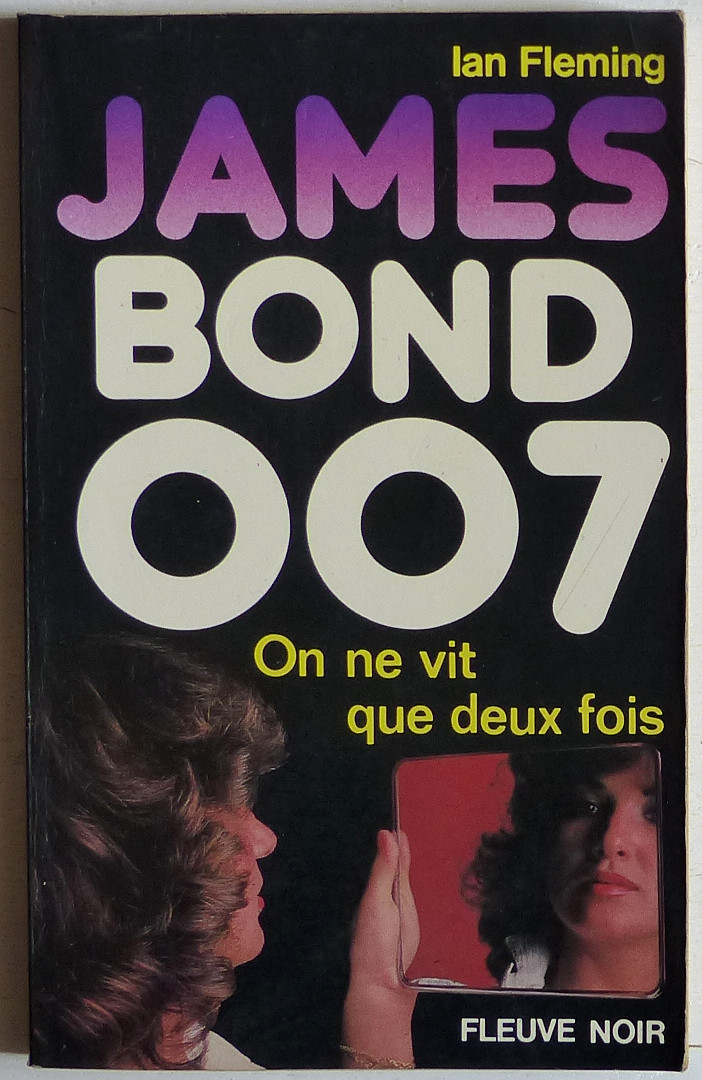 Ian Fleming
JAMES
BOND
007
On ne vit
que deux fois
FLEUVE NOIR